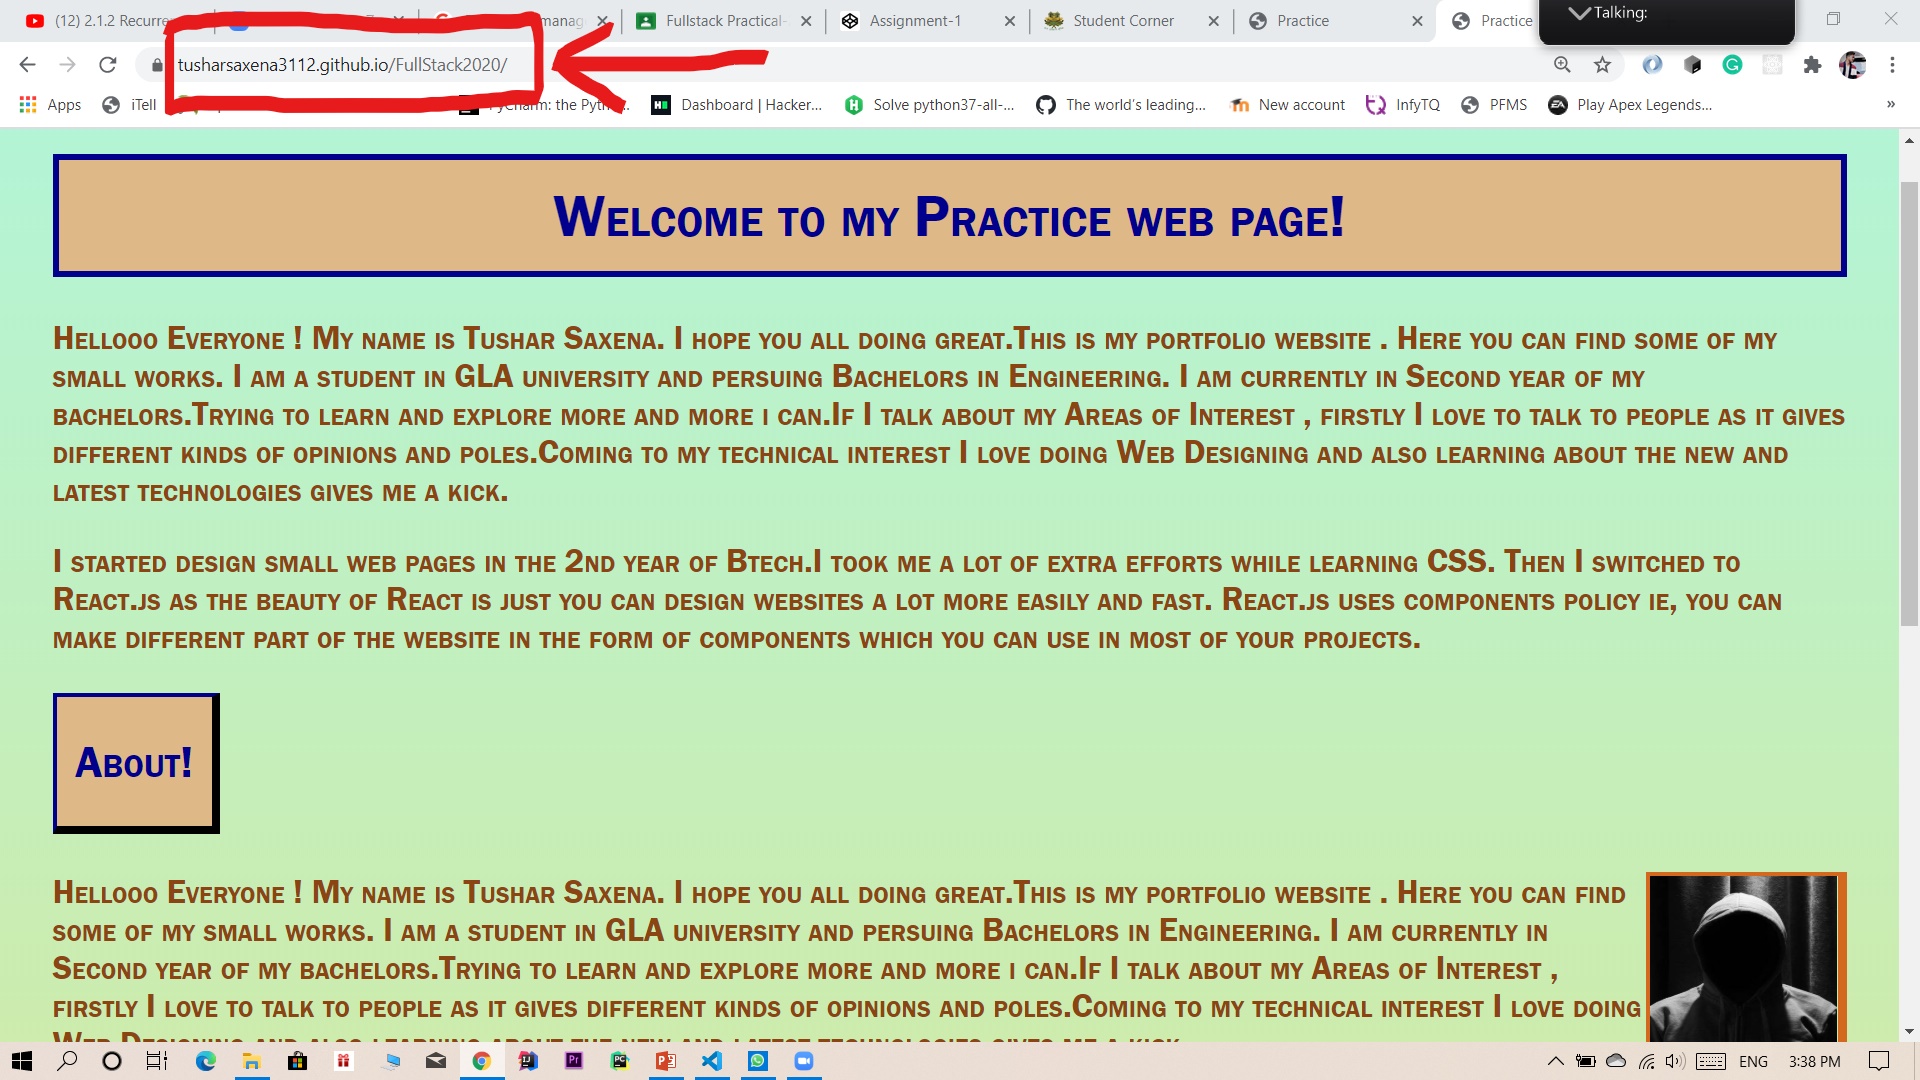 (12) 2.1.2 Recurre
manag
Fullstack Practical-
Assignment-1
Student Corner
Practice
Practice
Talking:
tusharsaxena3112.github.io/FullStack2020/
Apps
iTell
PyCharm: the Pyth...
Dashboard | Hacker...
Solve python37-all-...
The world's leading...
New account
InfyTQ
PFMS
Play Apex Legends...
»
Welcome to my Practice web page!
Hellooo Everyone ! My name is Tushar Saxena. I hope you all doing great.This is my portfolio website . Here you can find some of my
small works. I am a student in GLA university and persuing Bachelors in Engineering. I am currently in Second year of my
bachelors.Trying to learn and explore more and more i can.If I talk about my Areas of Interest , firstly I love to talk to people as it gives
different kinds of opinions and poles.Coming to my technical interest I love doing Web Designing and also learning about the new and
latest technologies gives me a kick.
I started design small web pages in the 2nd year of Btech.I took me a lot of extra efforts while learning CSS. Then I switched to
React.js as the beauty of React is just you can design websites a lot more easily and fast. React.js uses components policy ie, you can
make different part of the website in the form of components which you can use in most of your projects.
About!
Hellooo Everyone ! My name is Tushar Saxena. I hope you all doing great.This is my portfolio website . Here you can find
some of my small works. I am a student in GLA university and persuing Bachelors in Engineering. I am currently in
Second year of my bachelors.Trying to learn and explore more and more i can.If I talk about my Areas of Interest ,
firstly I love to talk to people as it gives different kinds of opinions and poles.Coming to my technical interest I love doing
Web Designing and also learning about the new and latest technologies gives me a kick.
ENG
3:38 PM